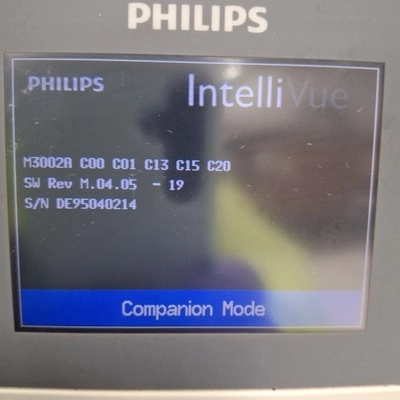 PHILIPS
PHILIPS IntelliVue
M3002A C00 C01 C13 C15 C20
SW Rev M.04.05 - 19
S/N DE95040214
Companion Mode